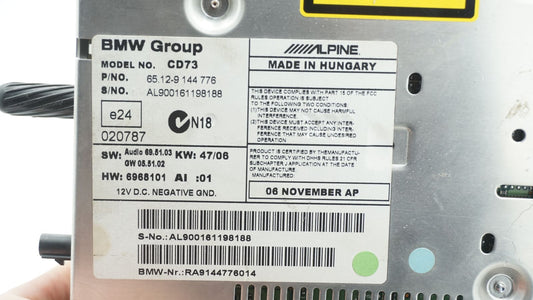 BMW Group
MODEL NO. CD73
P/NO. 65.12-9 144 776
S/NO. AL900161198188
e24
020787
N18
SW: Audio 69.51.03 KW: 47/06
GW 08.51.02
HW: 6968101 AI :01
12V D.C. NEGATIVE GND.
ALPINE
MADE IN HUNGARY
THIS DEVICE COMPLIES WITH PART 15 OF THE FCC
RULES OPERATION IS SUBJECT
TO THE FOLLOWING TWO CONDITIONS:
(1)THIS DEVICE MAY NOT CAUSE HARMFUL
INTERFERENCE.
(2)THIS DEVICE MUST ACCEPT ANY INTER-
FERENCE RECEIVED INCLUDING INTERFERENCE
THAT MAY CAUSE UNDESIRED
OPERATION.
PRODUCT IS CERTIFIED BY THE MANUFACTU-
RER TO COMPLY WITH DHHS RULES 21 CFR
SUBCHAPTER J APPLICABLE AT THE DATE
OF MANUFACTURE.
MANUFACTURED:
06 NOVEMBER AP
S-No.: AL900161198188
BMW-Nr.: RA9144776014